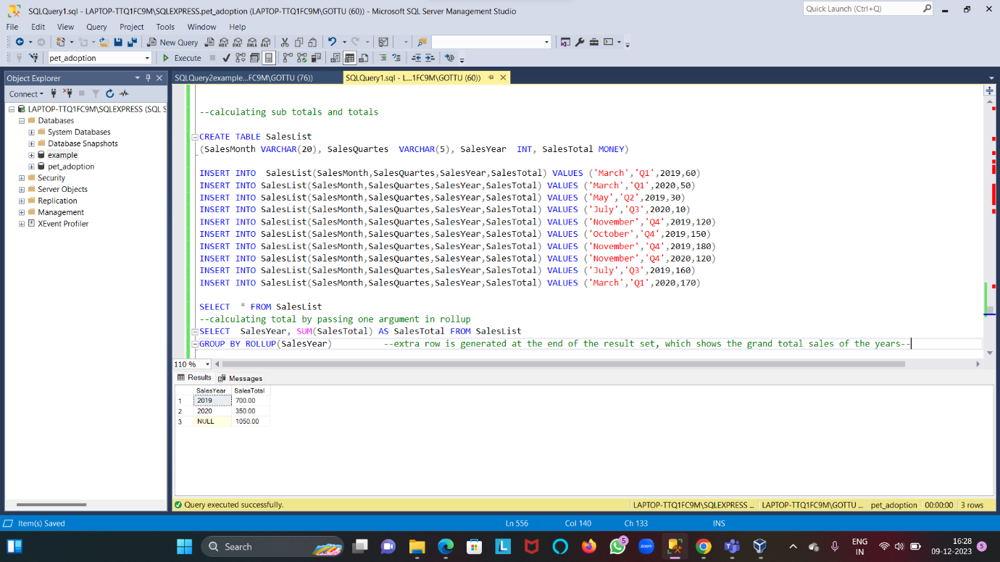 SQLQuery1.sql - LAPTOP-TTQ1FC9M\SQLEXPRESS.pet_adoption (LAPTOP-TTQ1FC9M\GOTTU (60)) - Microsoft SQL Server Management Studio
Quick Launch (Ctrl+Q)
File Edit View Query Project Tools Window Help
New Query
pet_adoption
Execute
Object Explorer
Connect
LAPTOP-TTQ1FC9M\SQLEXPRESS (SQL S
Databases
System Databases
Database Snapshots
example
pet_adoption
Security
Server Objects
Replication
Management
XEvent Profiler
SQLQuery2example...FC9M\GOTTU (76))
SQLQuery1.sql - L...1FC9M\GOTTU (60))
--calculating sub totals and totals
CREATE TABLE SalesList
(SalesMonth VARCHAR(20), SalesQuartes  VARCHAR(5), SalesYear  INT, SalesTotal MONEY)
INSERT INTO  SalesList(SalesMonth,SalesQuartes,SalesYear,SalesTotal) VALUES ('March','Q1',2019,60)
INSERT INTO SalesList(SalesMonth,SalesQuartes,SalesYear,SalesTotal) VALUES ('March','Q1',2020,50)
INSERT INTO SalesList(SalesMonth,SalesQuartes,SalesYear,SalesTotal) VALUES ('May','Q2',2019,30)
INSERT INTO SalesList(SalesMonth,SalesQuartes,SalesYear,SalesTotal) VALUES ('July','Q3',2020,10)
INSERT INTO SalesList(SalesMonth,SalesQuartes,SalesYear,SalesTotal) VALUES ('November','Q4',2019,120)
INSERT INTO SalesList(SalesMonth,SalesQuartes,SalesYear,SalesTotal) VALUES ('October','Q4',2019,150)
INSERT INTO SalesList(SalesMonth,SalesQuartes,SalesYear,SalesTotal) VALUES ('November','Q4',2019,180)
INSERT INTO SalesList(SalesMonth,SalesQuartes,SalesYear,SalesTotal) VALUES ('November','Q4',2020,120)
INSERT INTO SalesList(SalesMonth,SalesQuartes,SalesYear,SalesTotal) VALUES ('July','Q3',2019,160)
INSERT INTO SalesList(SalesMonth,SalesQuartes,SalesYear,SalesTotal) VALUES ('March','Q1',2020,170)
SELECT  * FROM SalesList
--calculating total by passing one argument in rollup
SELECT  SalesYear, SUM(SalesTotal) AS SalesTotal FROM SalesList
GROUP BY ROLLUP(SalesYear)          --extra row is generated at the end of the result set, which shows the grand total sales of the years--
110 %
Results Messages
SalesYear SalesTotal
1 2019 700.00
2 2020 350.00
3 NULL 1050.00
Query executed successfully. LAPTOP-TTQ1FC9M\SQLEXPRESS ... LAPTOP-TTQ1FC9M\GOTTU ... pet_adoption 00:00:00 3 rows
Item(s) Saved Ln 556 Col 140 Ch 133 INS
Search
L
5
zoom
ENG
IN
16:28
09-12-2023
5